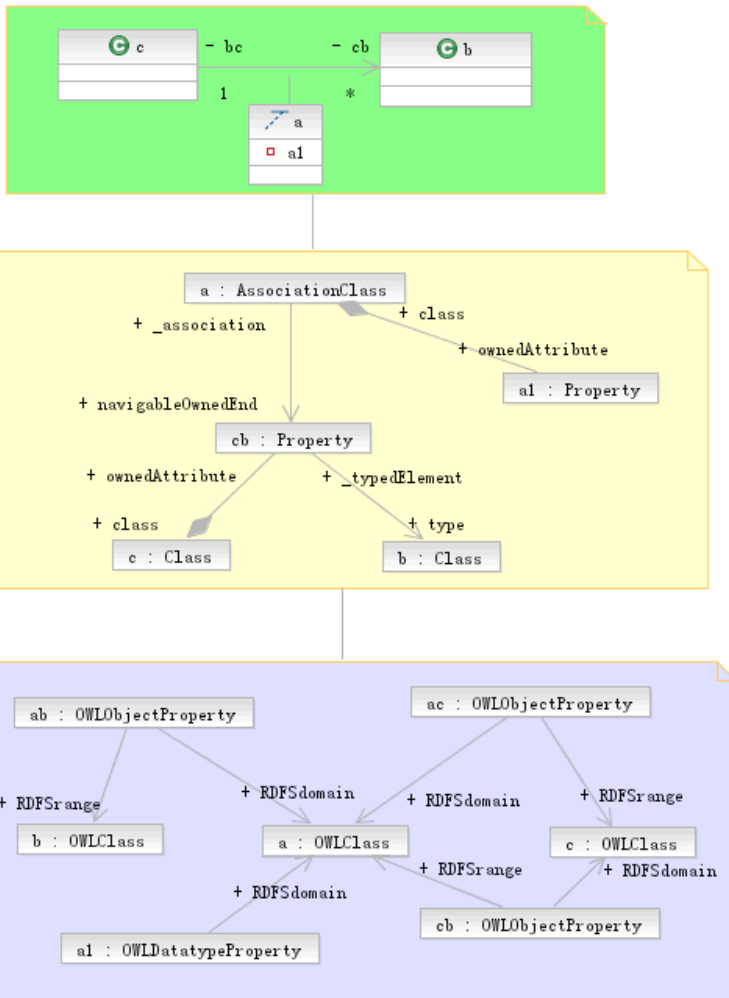 C c
- bc
- cb
C b
1
*
a
a1
a : AssociationClass
+ _association
+ class
+ ownedAttribute
a1 : Property
+ navigableOwnedEnd
cb : Property
+ ownedAttribute
+ _typedElement
+ class
+ type
c : Class
b : Class
ab : OWLObjectProperty
ac : OWLObjectProperty
+ RDFSrange
+ RDFSdomain
+ RDFSdomain
+ RDFSrange
b : OWLClass
a : OWLClass
c : OWLClass
+ RDFSdomain
+ RDFSrange
+ RDFSdomain
cb : OWLObjectProperty
a1 : OWLDatatypeProperty